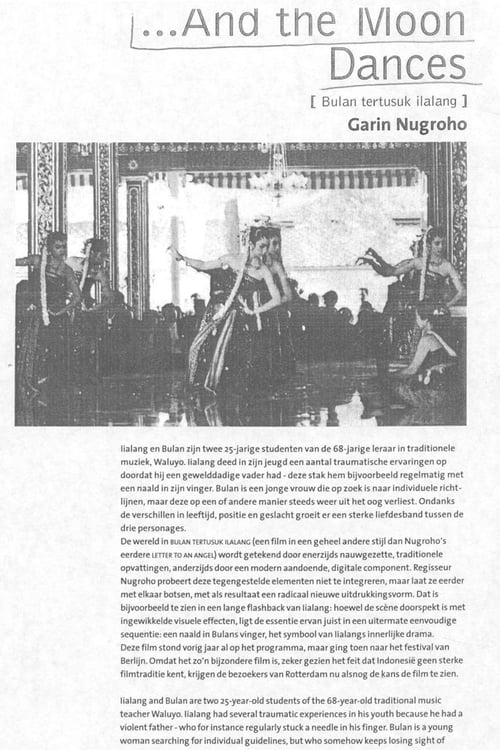 ...And the Moon
Dances
[ Bulan tertusuk ilalang ]
Garin Nugroho
Ilalang en Bulan zijn twee 25-jarige studenten van de 68-jarige leraar in traditionele
muziek, Waluyo. Ilalang deed in zijn jeugd een aantal traumatische ervaringen op
doordat hij een gewelddadige vader had - deze stak hem bijvoorbeeld regelmatig met
een naald in zijn vinger. Bulan is een jonge vrouw die op zoek is naar individuele richt-
lijnen, maar deze op een of andere manier steeds weer uit het oog verliest. Ondanks
de verschillen in leeftijd, positie en geslacht groeit er een sterke liefdesband tussen de
drie personages.
De wereld in BULAN TERTUSUK ILALANG (een film in een geheel andere stijl dan Nugroho's
eerdere LETTER TO AN ANGEL) wordt getekend door enerzijds nauwgezette, traditionele
opvattingen, anderzijds door een modern aandoende, digitale component. Regisseur
Nugroho probeert deze tegengestelde elementen niet te integreren, maar laat ze eerder
met elkaar botsen, met als resultaat een radicaal nieuwe uitdrukkingsvorm. Dat is
bijvoorbeeld te zien in een lange flashback van Ilalang: hoewel de scène doorspekt is met
ingewikkelde visuele effecten, ligt de essentie ervan juist in een uitermate eenvoudige
sequentie: een naald in Bulans vinger, het symbool van Ilalangs innerlijke drama.
Deze film stond vorig jaar al op het programma, maar ging toen naar het festival van
Berlijn. Omdat het zo'n bijzondere film is, zeker gezien het feit dat Indonesië geen sterke
filmtraditie kent, krijgen de bezoekers van Rotterdam nu alsnog de kans de film te zien.
Ilalang and Bulan are two 25-year-old students of the 68-year-old traditional music
teacher Waluyo. Ilalang had several traumatic experiences in his youth because he had a
violent father - who for instance regularly stuck a needle in his finger. Bulan is a young
woman searching for individual guidelines, but who somehow keeps losing sight of